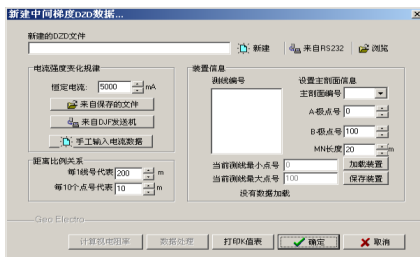 新建中间梯度DZD数据...
新建的DZD文件
新建
来自RS232
浏览
电流强度变化规律
恒定电流: 5000 mA
来自保存的文件
来自DJF发送机
手工输入电流数据
距离比例关系
每1线号代表 200 m
每10个点号代表 10 m
装置信息
测线编号
设置主剖面信息
主剖面编号
A-极点号 0
B-极点号 100
MN长度 20 m
当前测线最小点号 0
加载装置
当前测线最大点号 100
保存装置
没有数据加载
Geo Electro
计算视电阻率
数据处理
打印K值表
确定
取消